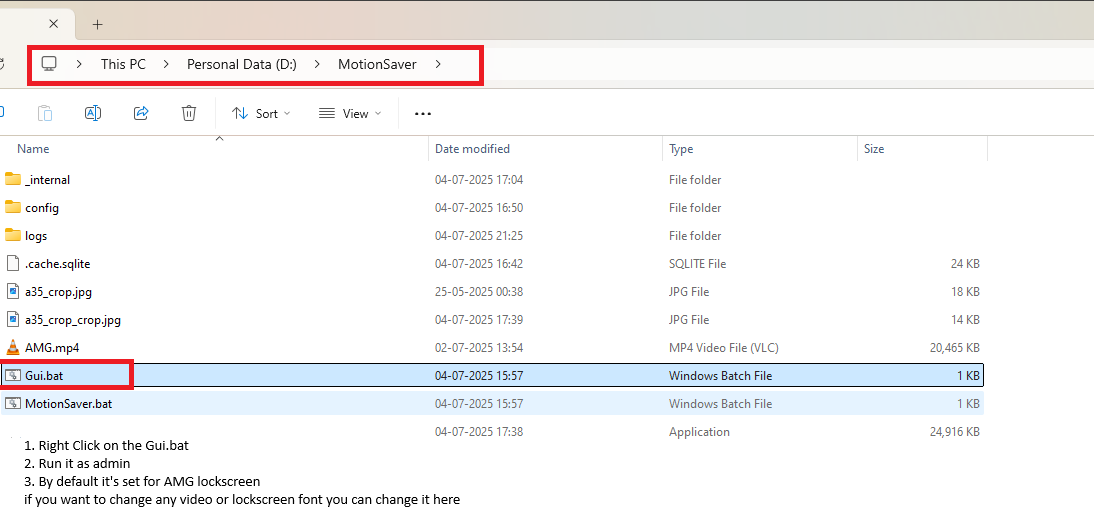 This PC > Personal Data (D:) > MotionSaver >
Sort View ...
Name Date modified Type Size
_internal 04-07-2025 17:04 File folder
config 04-07-2025 16:50 File folder
logs 04-07-2025 21:25 File folder
.cache.sqlite 04-07-2025 16:42 SQLITE File 24 KB
a35_crop.jpg 25-05-2025 00:38 JPG File 18 KB
a35_crop_crop.jpg 04-07-2025 17:39 JPG File 14 KB
AMG.mp4 02-07-2025 13:54 MP4 Video File (VLC) 20,465 KB
Gui.bat 04-07-2025 15:57 Windows Batch File 1 KB
MotionSaver.bat 04-07-2025 15:57 Windows Batch File 1 KB
04-07-2025 17:38 Application 24,916 KB
1. Right Click on the Gui.bat
2. Run it as admin
3. By default it's set for AMG lockscreen
if you want to change any video or lockscreen font you can change it here